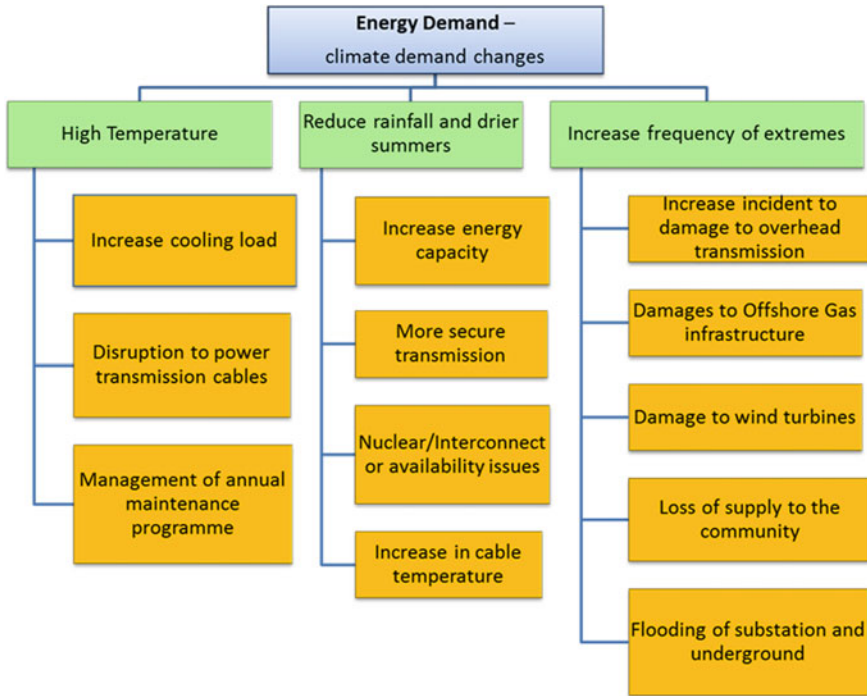 Energy Demand –
climate demand changes
High Temperature
Increase cooling load
Disruption to power
transmission cables
Management of annual
maintenance
programme
Reduce rainfall and drier
summers
Increase energy
capacity
More secure
transmission
Nuclear/Interconnect
or availability issues
Increase in cable
temperature
Increase frequency of extremes
Increase incident to
damage to overhead
transmission
Damages to Offshore Gas
infrastructure
Damage to wind turbines
Loss of supply to the
community
Flooding of substation and
underground